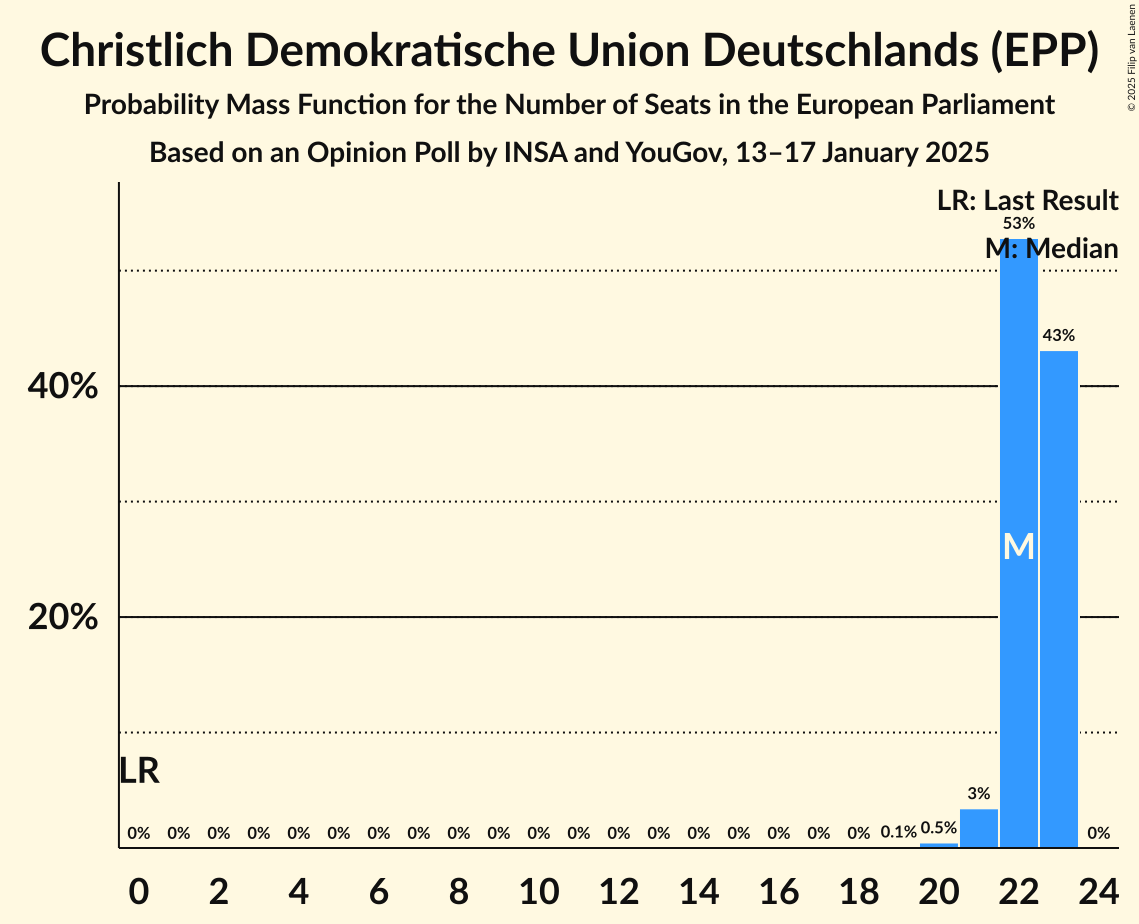 Christlich Demokratische Union Deutschlands (EPP)
Probability Mass Function for the Number of Seats in the European Parliament
Based on an Opinion Poll by INSA and YouGov, 13–17 January 2025
© 2025 Filip van Laenen
LR: Last Result
53%
M: Median
43%
40%
M
20%
LR
3%
0% 0% 0% 0% 0% 0% 0% 0% 0% 0% 0% 0% 0% 0% 0% 0% 0% 0% 0% 0.1% 0.5% 0%
0 2 4 6 8 10 12 14 16 18 20 22 24